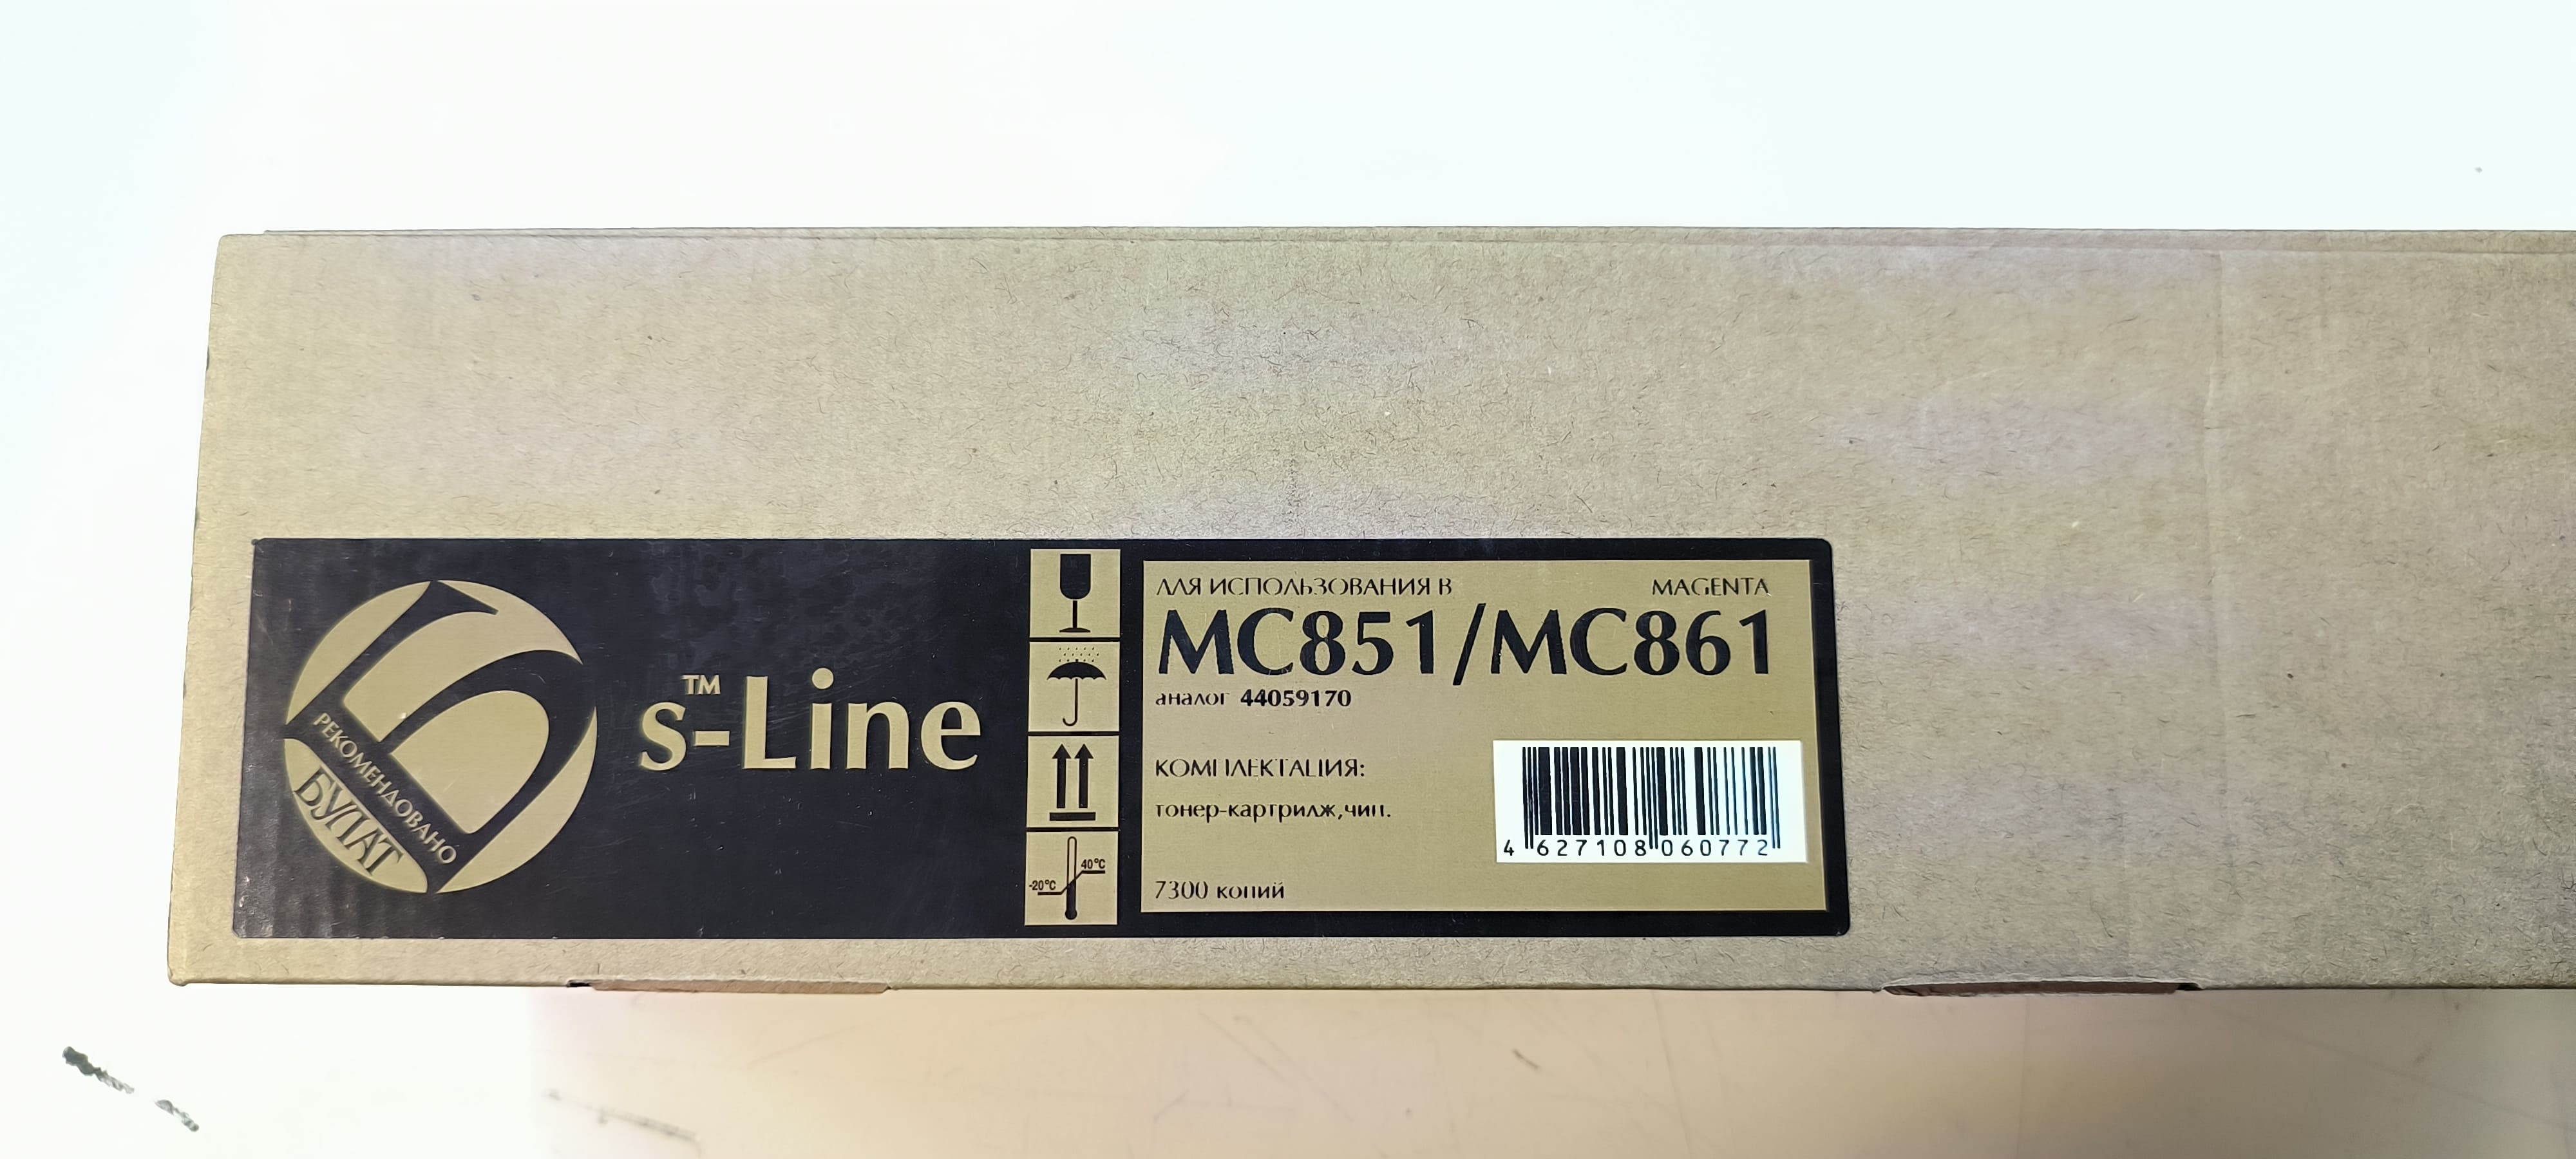 РЕКОМЕНДОВАНО
БУЛАТ
s-Line™
40°C
-20°C
ДЛЯ ИСПОЛЬЗОВАНИЯ В MAGENTA
MC851/MC861
аналог 44059170
КОМПЛЕКТАЦИЯ:
тонер-картридж,чип.
4 627108 060772
7300 копий